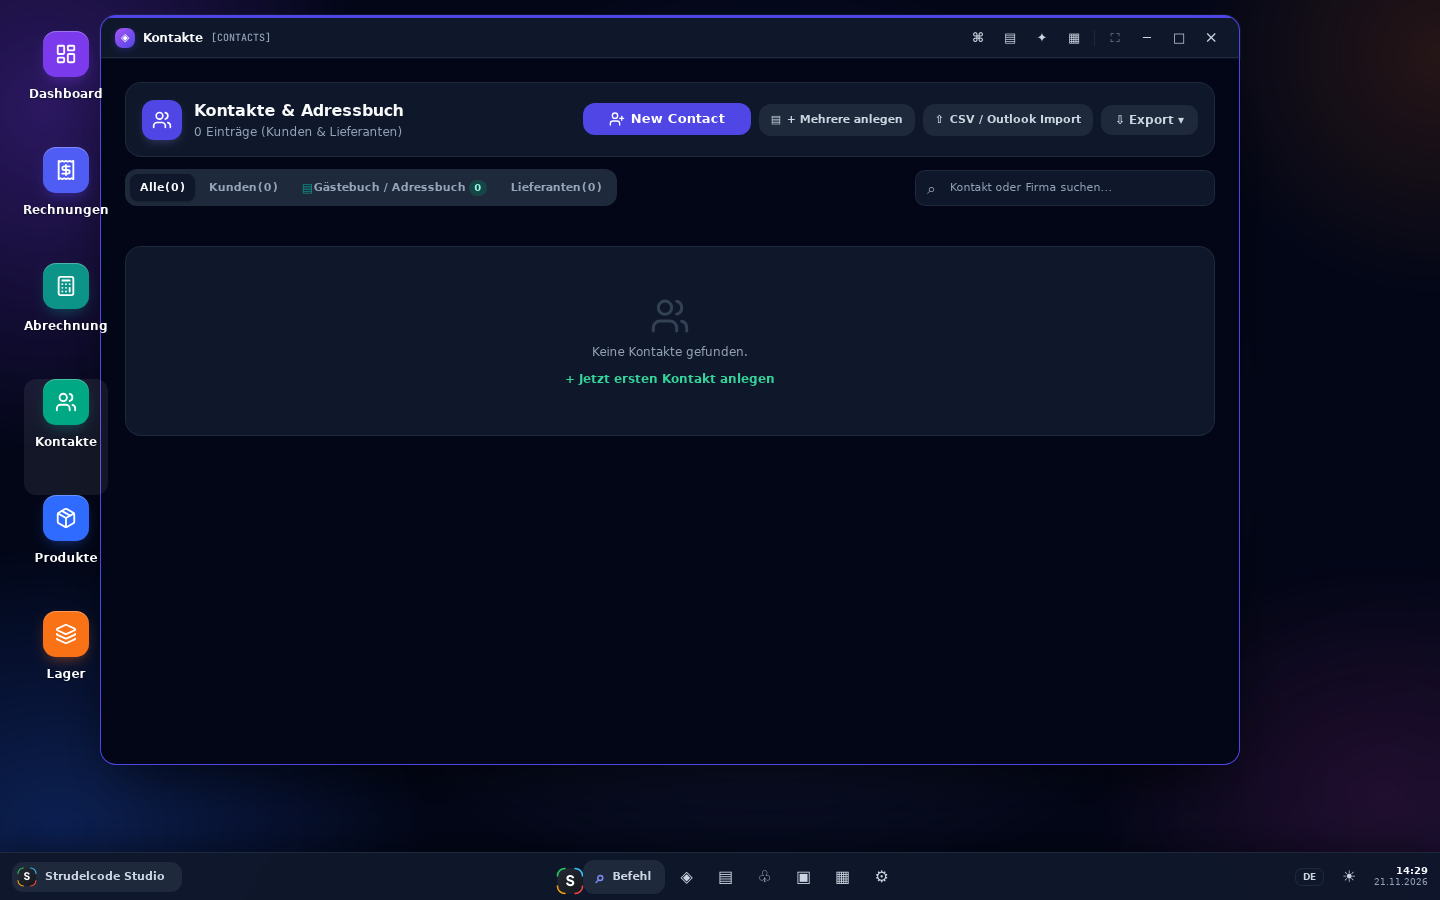 Dashboard
Rechnungen
Abrechnung
Kontakte
Produkte
Lager
Kontakte [CONTACTS]
Kontakte & Adressbuch
0 Einträge (Kunden & Lieferanten)
New Contact
+ Mehrere anlegen
CSV / Outlook Import
Export
Alle(0)
Kunden(0)
Gästebuch / Adressbuch 0
Lieferanten(0)
Kontakt oder Firma suchen...
Keine Kontakte gefunden.
+ Jetzt ersten Kontakt anlegen
S Strudelcode Studio
S
Befehl
DE
14:29
21.11.2026